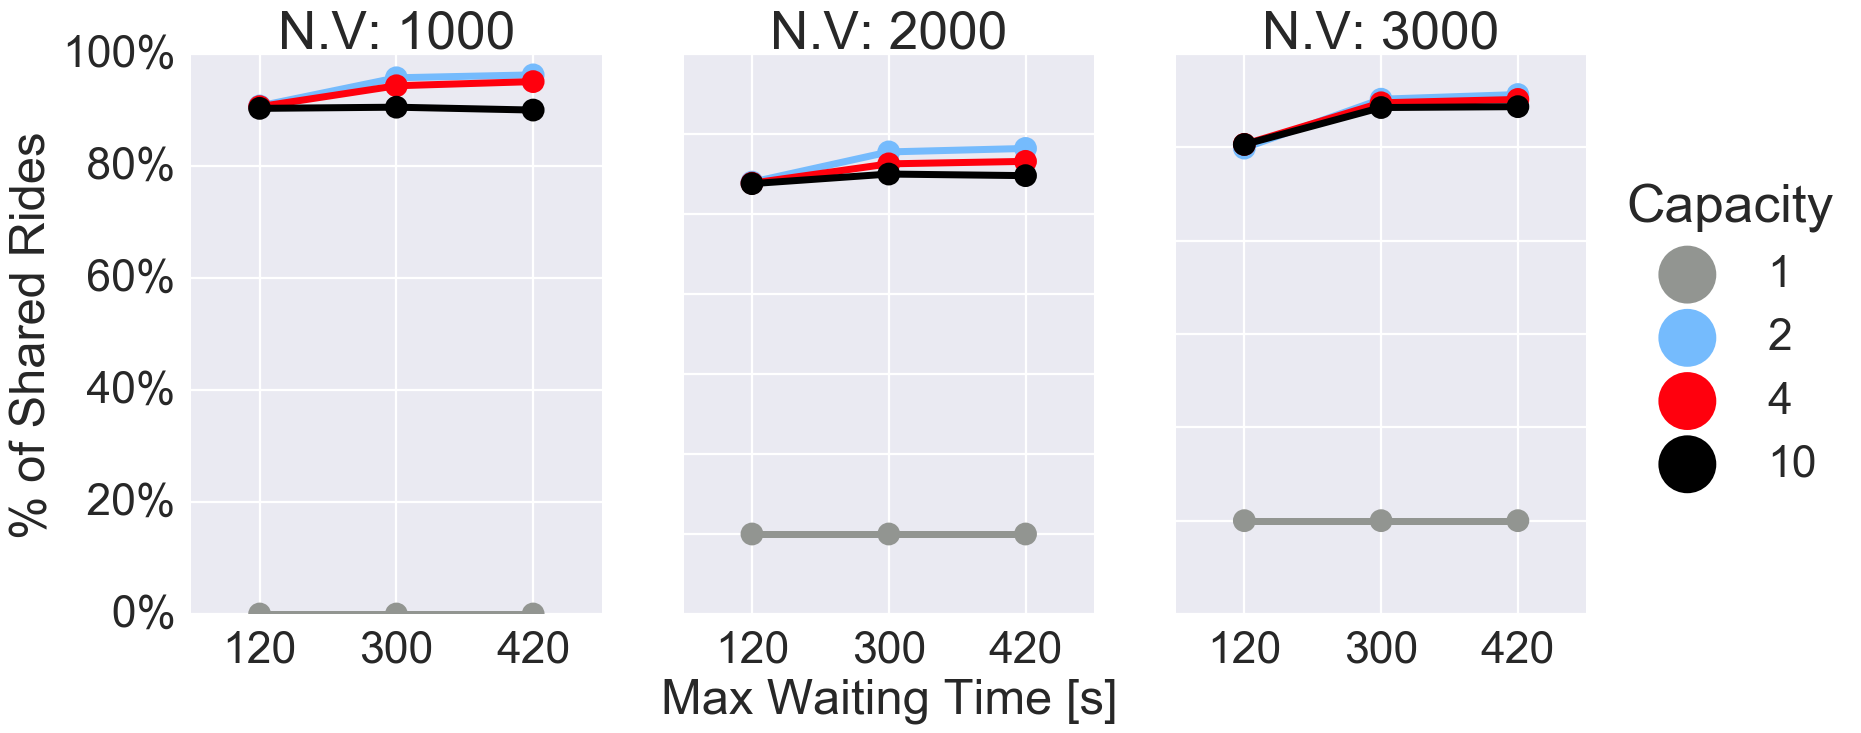 N.V: 1000
N.V: 2000
N.V: 3000
% of Shared Rides
100%
80%
60%
40%
20%
0%
120 300 420
120 300 420
120 300 420
Max Waiting Time [s]
Capacity
1
2
4
10